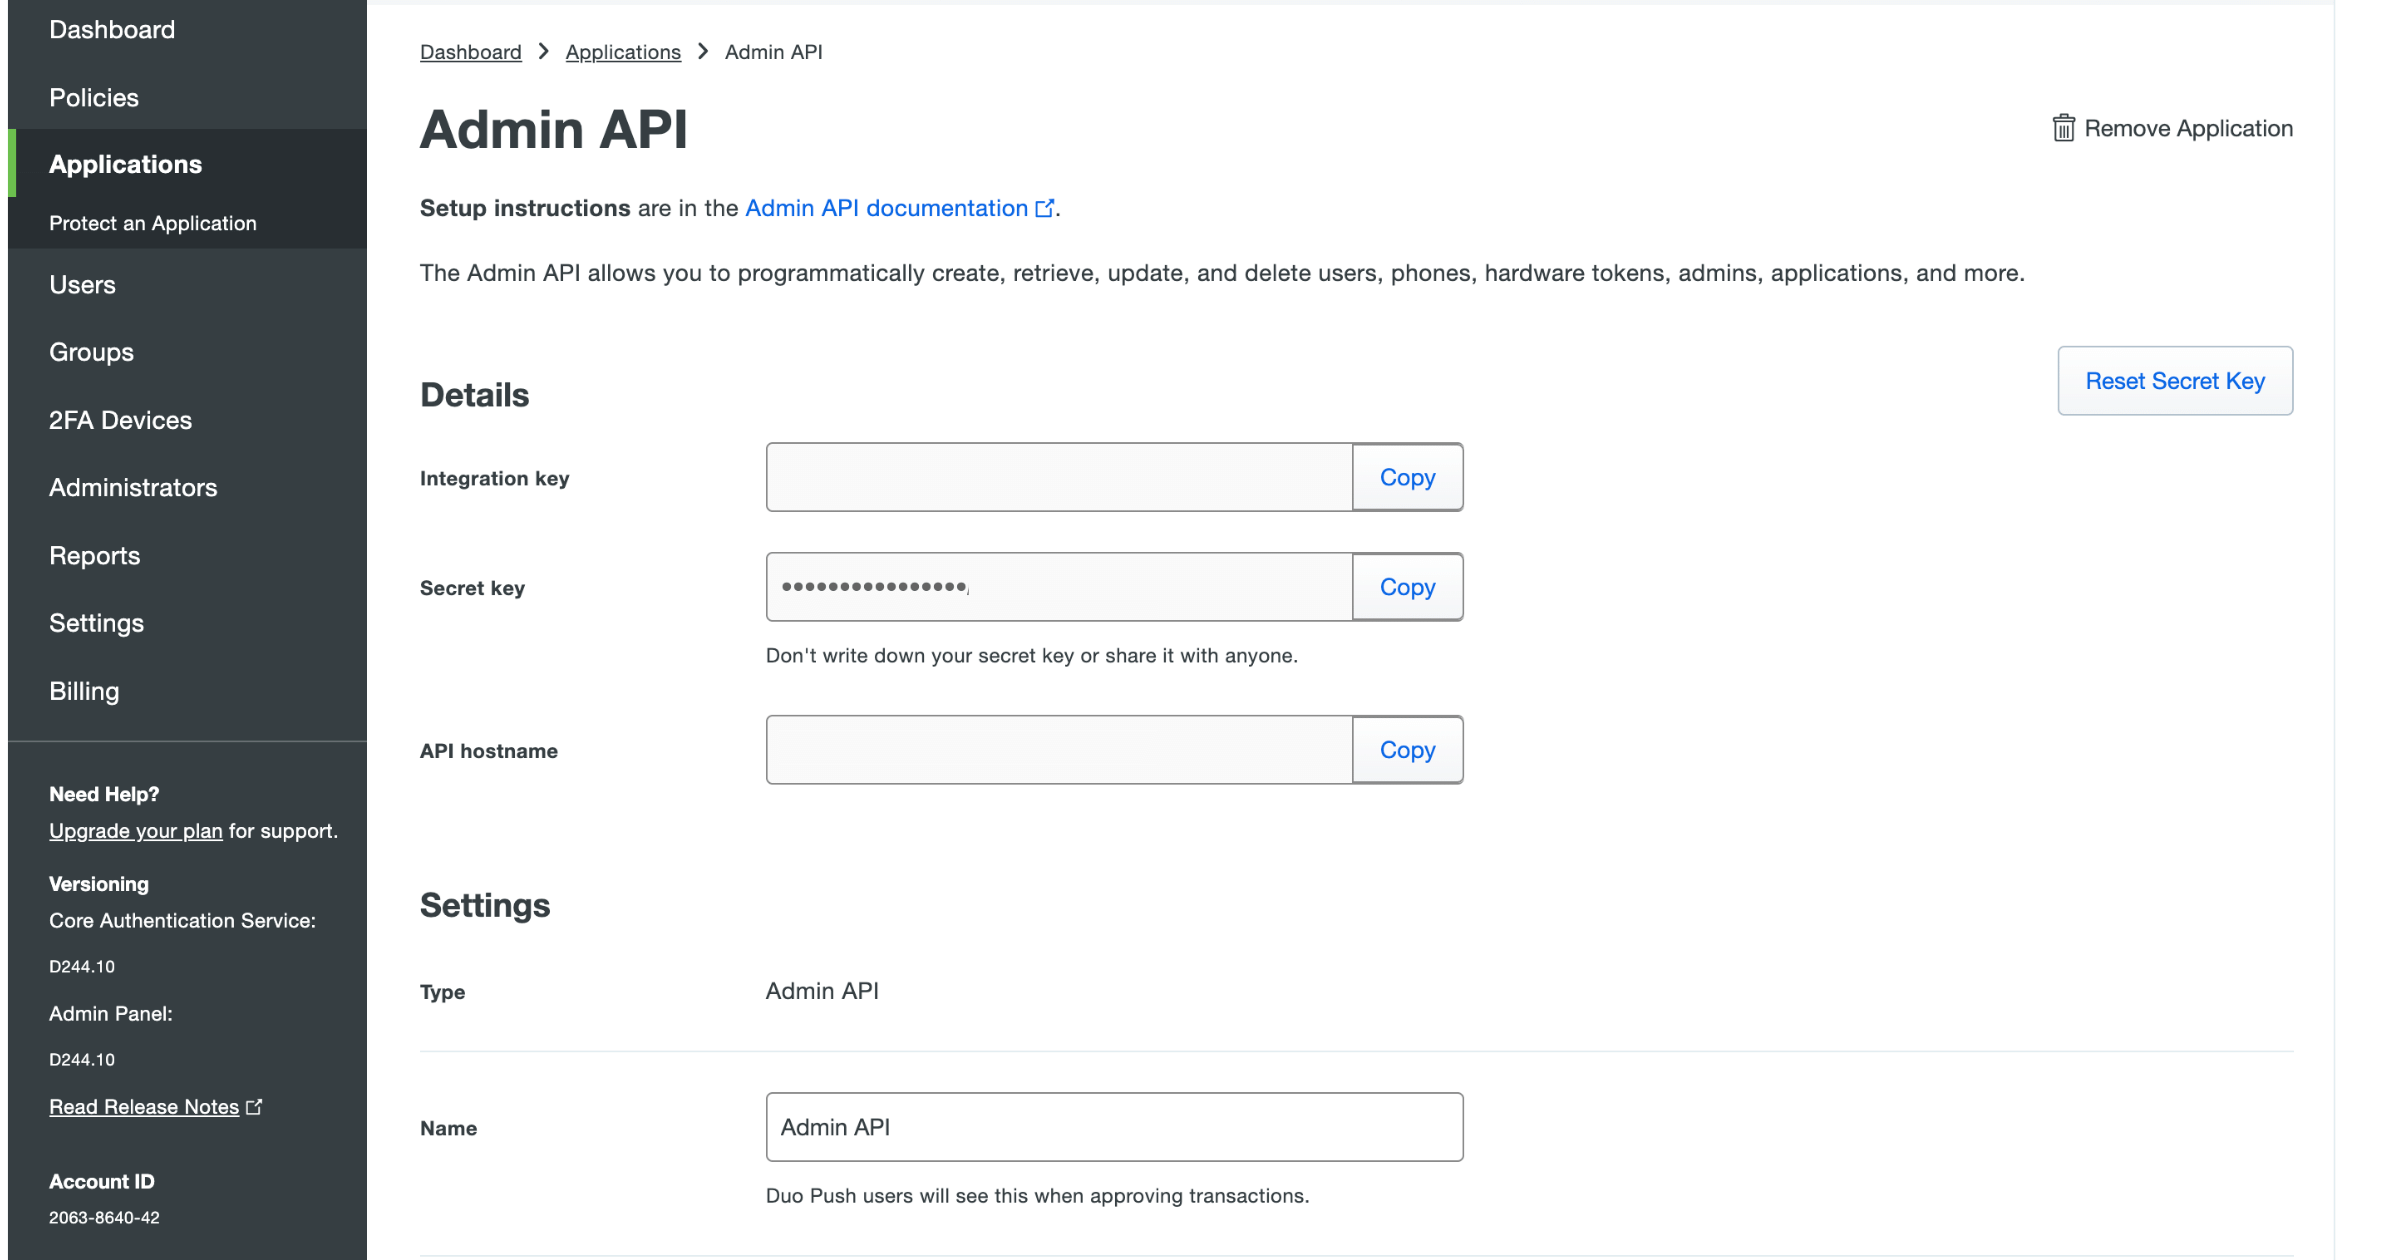 Dashboard
Policies
Applications
Protect an Application
Users
Groups
2FA Devices
Administrators
Reports
Settings
Billing
Need Help?
Upgrade your plan for support.
Versioning
Core Authentication Service:
D244.10
Admin Panel:
D244.10
Read Release Notes
Account ID
2063-8640-42
Dashboard > Applications > Admin API
Admin API
Remove Application
Setup instructions are in the Admin API documentation.
The Admin API allows you to programmatically create, retrieve, update, and delete users, phones, hardware tokens, admins, applications, and more.
Details
Reset Secret Key
Integration key
Copy
Secret key
••••••••••••••••
Copy
Don't write down your secret key or share it with anyone.
API hostname
Copy
Settings
Type
Admin API
Name
Admin API
Duo Push users will see this when approving transactions.